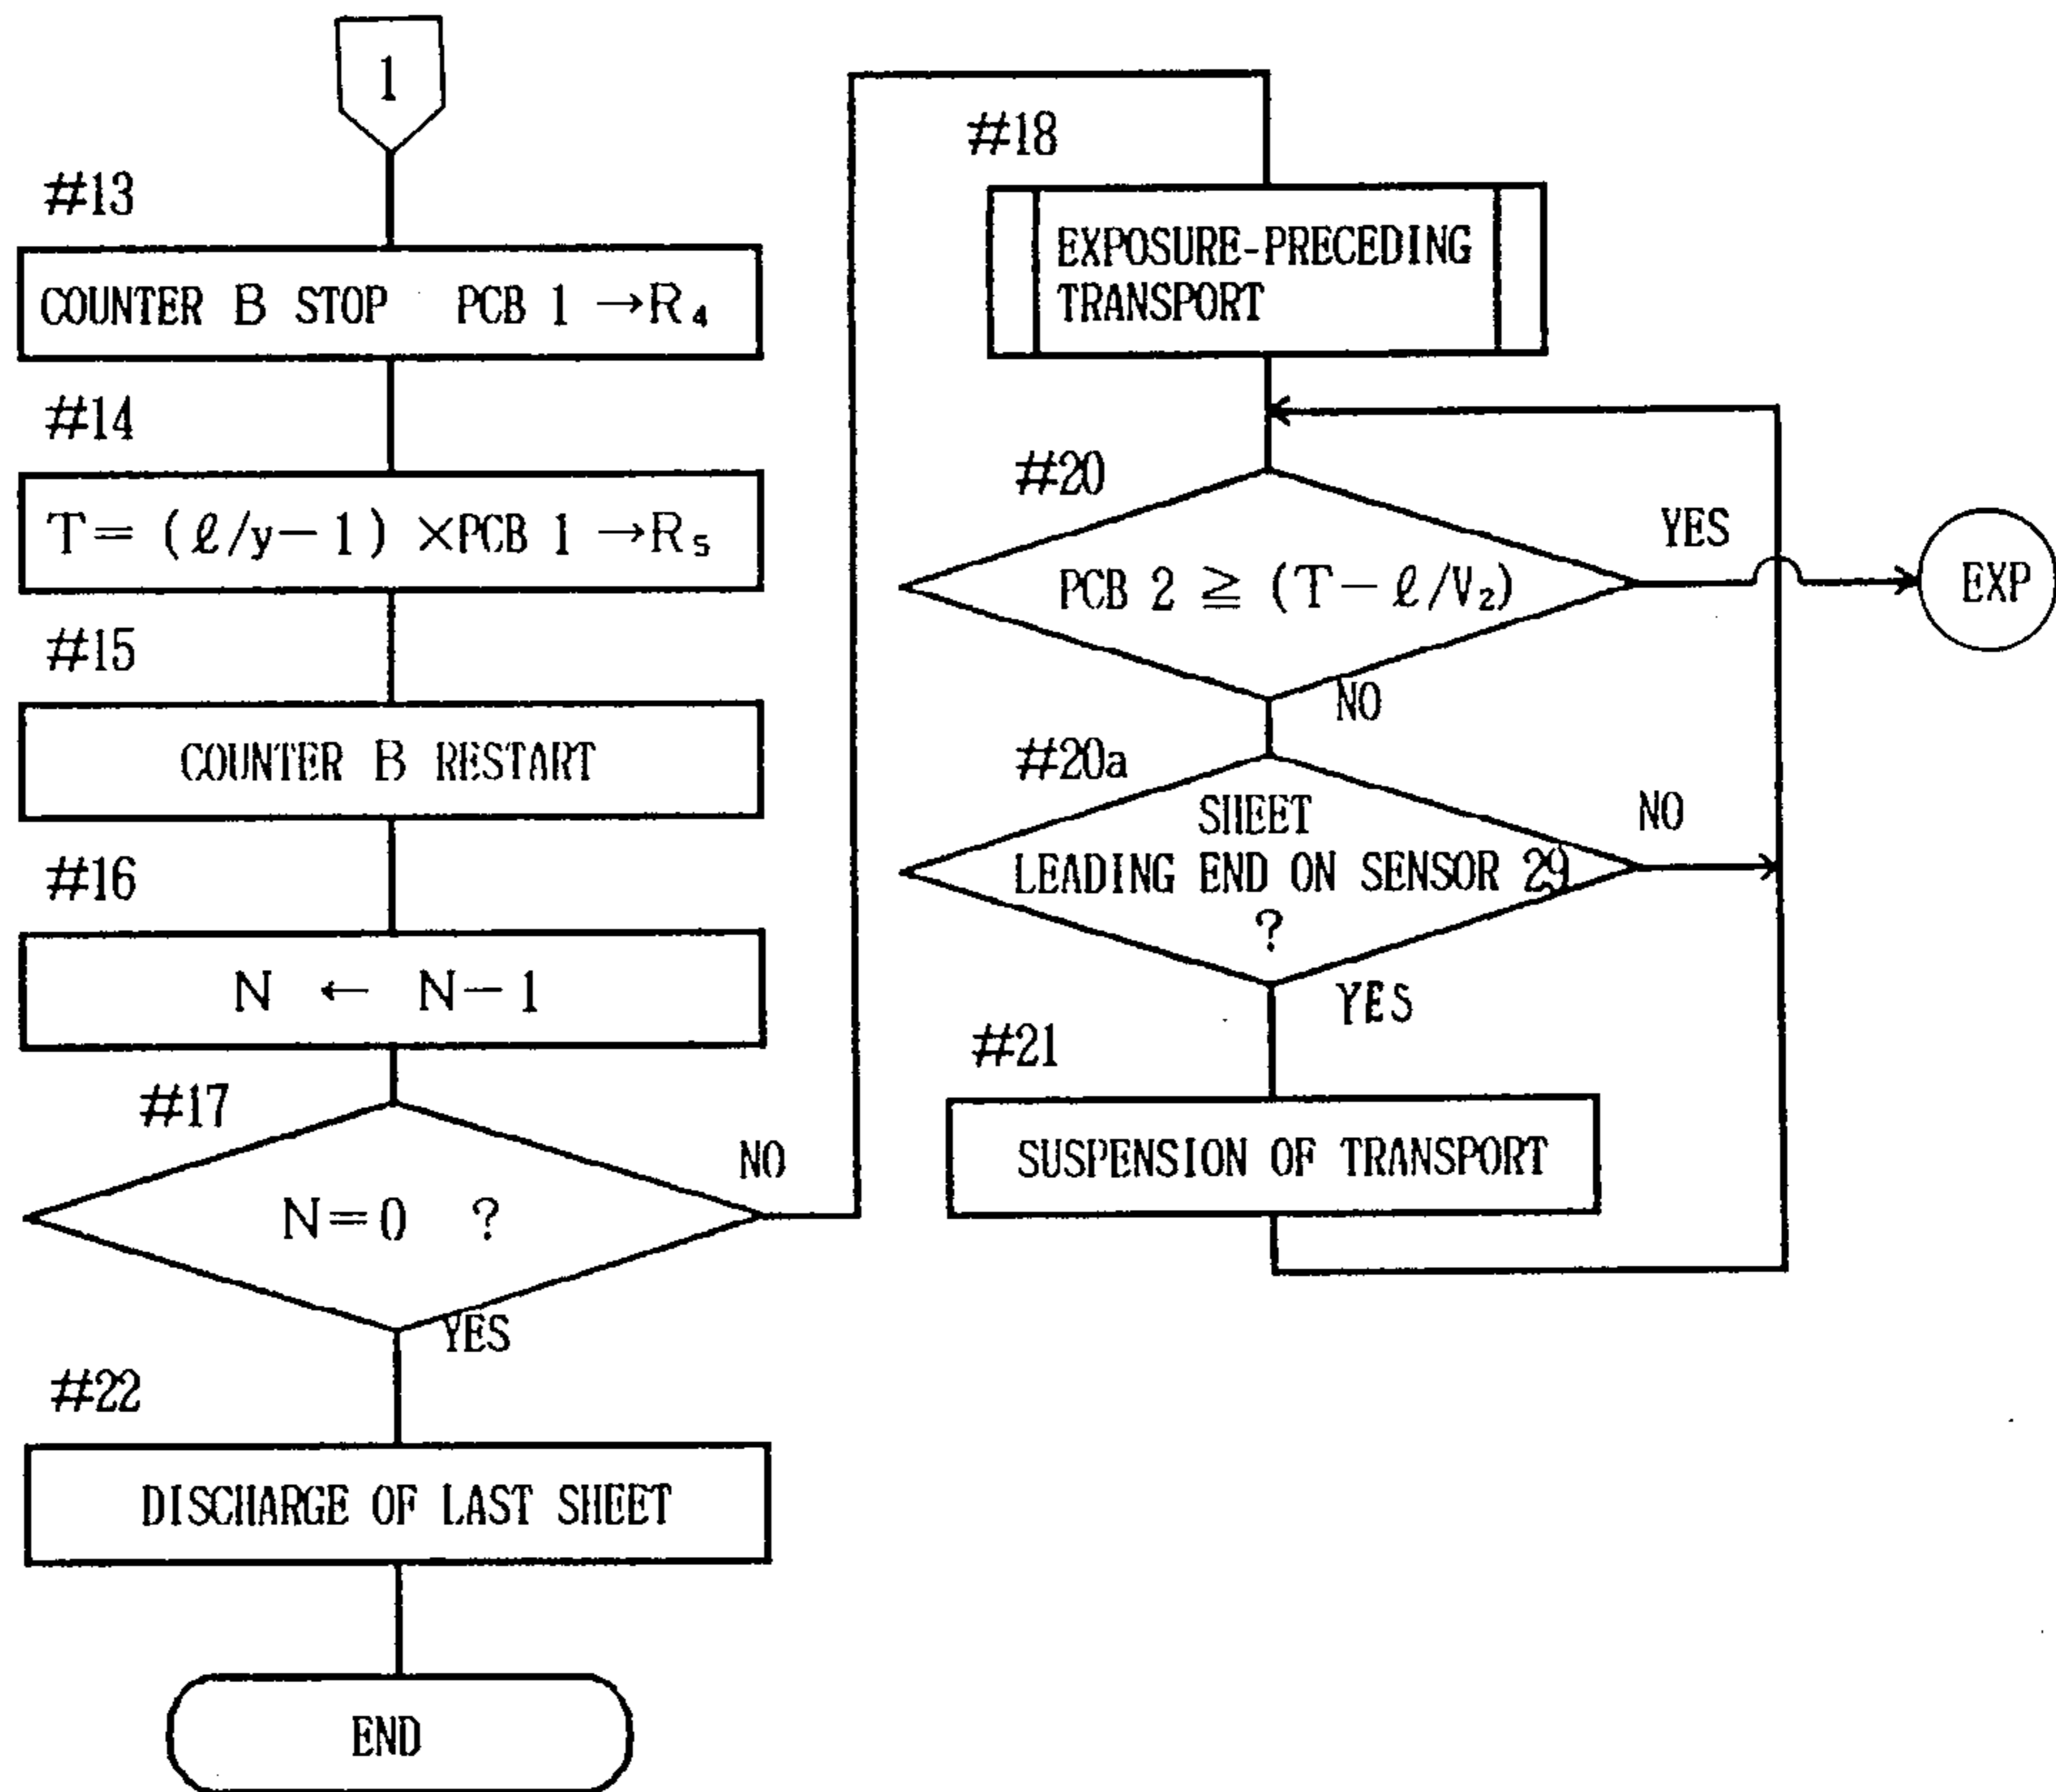 1
#13
COUNTER B STOP PCB 1 →R₄
#14
T= (ℓ/y−1) ×PCB 1 →R₅
#15
COUNTER B RESTART
#16
N ← N−1
#17
N=0 ?
NO
YES
#22
DISCHARGE OF LAST SHEET
END
#18
EXPOSURE-PRECEDING
TRANSPORT
#20
PCB 2 ≧ (T−ℓ/V₂)
YES
EXP
NO
#20a
SHEET
LEADING END ON SENSOR 29
?
NO
YES
#21
SUSPENSION OF TRANSPORT